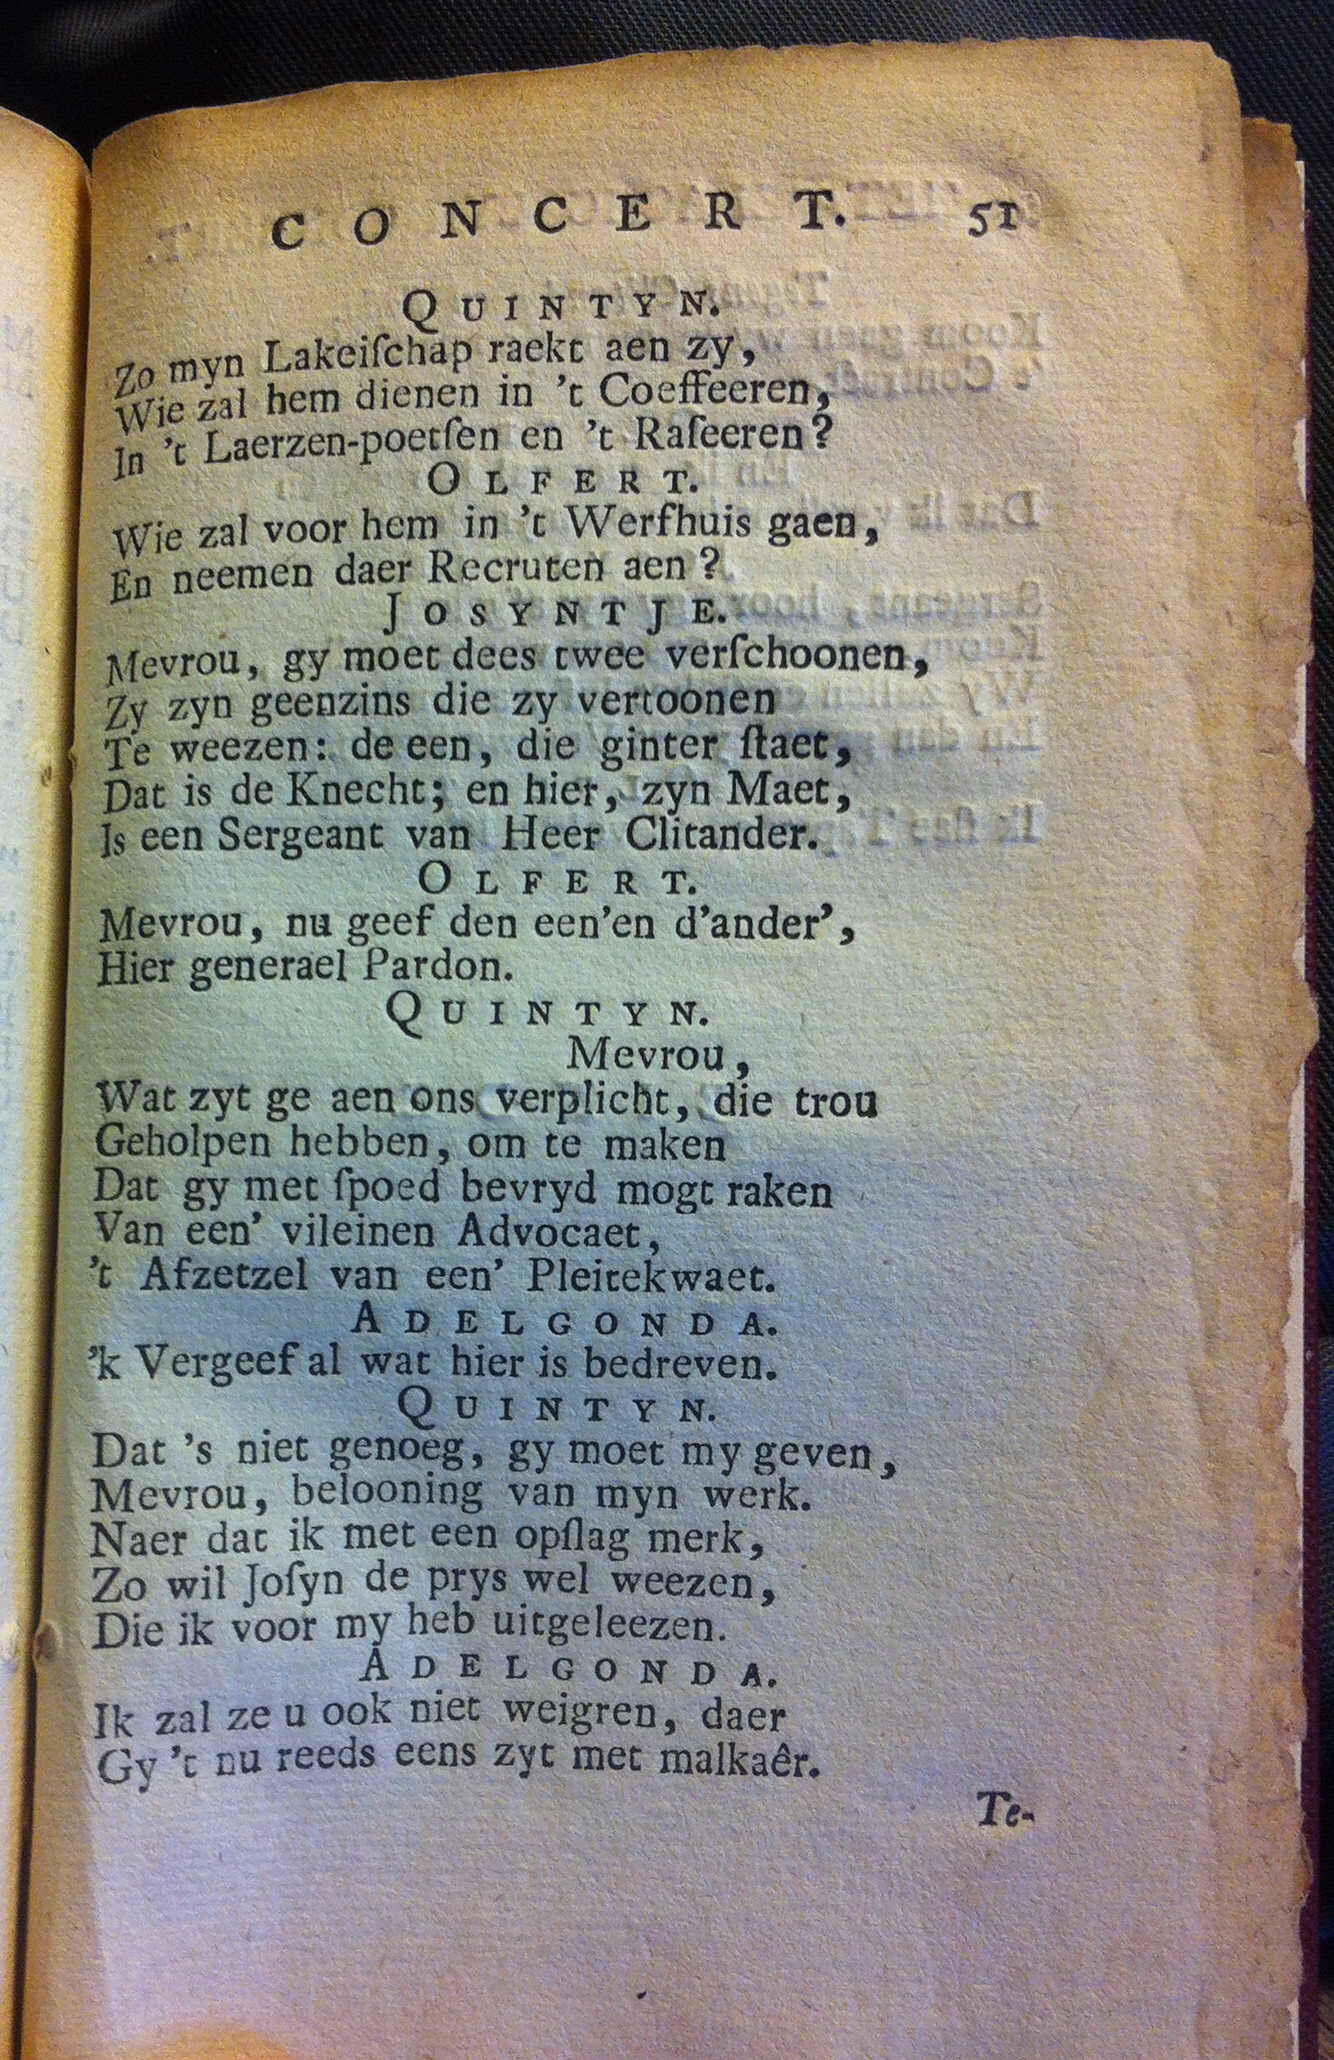 CONCERT. 51
QUINTYN.
Zo myn Lakeiſchap raekt aen zy,
Wie zal hem dienen in 't Coeffeeren,
In 't Laerzen-poetſen en 't Raſeeren?
OLFERT.
Wie zal voor hem in 't Werfhuis gaen,
En neemen daer Recruten aen?
JOSYNTJE.
Mevrou, gy moet dees twee verſchoonen,
Zy zyn geenzins die zy vertoonen
Te weezen: de een, die ginter ſtaet,
Dat is de Knecht; en hier, zyn Maet,
Is een Sergeant van Heer Clitander.
OLFERT.
Mevrou, nu geef den een'en d'ander',
Hier generael Pardon.
QUINTYN.
Mevrou,
Wat zyt ge aen ons verplicht, die trou
Geholpen hebben, om te maken
Dat gy met ſpoed bevryd mogt raken
Van een' vileinen Advocaet,
't Afzetzel van een' Pleitekwaet.
ADELGONDA.
'k Vergeef al wat hier is bedreven.
QUINTYN.
Dat 's niet genoeg, gy moet my geven,
Mevrou, belooning van myn werk.
Naer dat ik met een opſlag merk,
Zo wil Joſyn de prys wel weezen,
Die ik voor my heb uitgeleezen.
ADELGONDA.
Ik zal ze u ook niet weigren, daer
Gy 't nu reeds eens zyt met malkaêr.
Te-